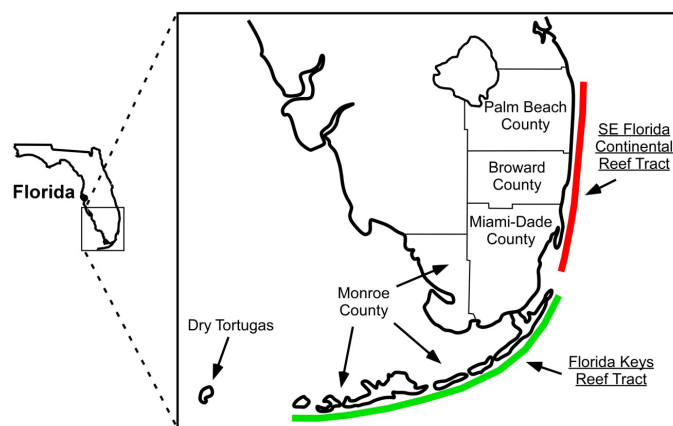 Florida
Palm Beach
County
SE Florida
Continental
Reef Tract
Broward
County
Miami-Dade
County
Monroe
County
Dry Tortugas
Florida Keys
Reef Tract